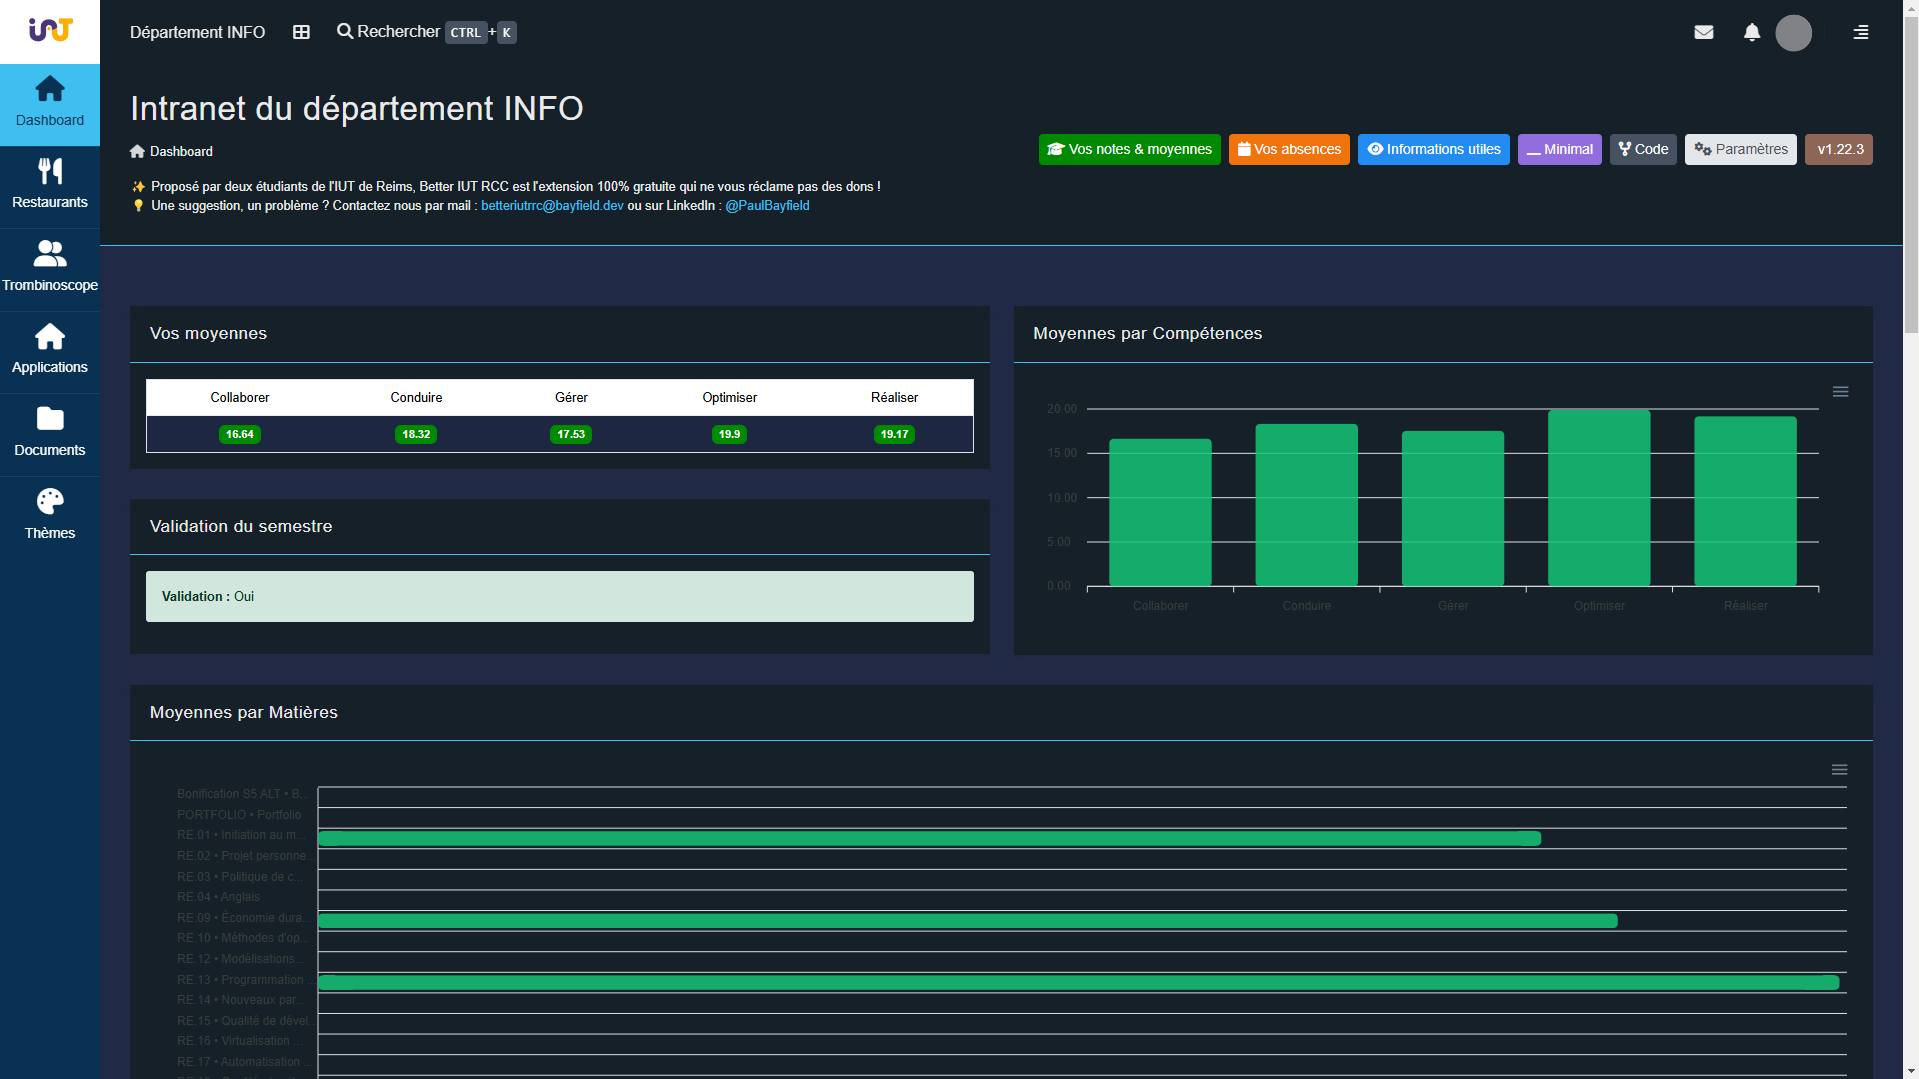 iUT
Département INFO
Rechercher CTRL + K
Dashboard
Restaurants
Trombinoscope
Applications
Documents
Thèmes
Intranet du département INFO
Dashboard
Vos notes & moyennes
Vos absences
Informations utiles
Minimal
Code
Paramètres
v1.22.3
✨ Proposé par deux étudiants de l'IUT de Reims, Better IUT RCC est l'extension 100% gratuite qui ne vous réclame pas des dons !
💡 Une suggestion, un problème ? Contactez nous par mail : betteriutrrc@bayfield.dev ou sur LinkedIn : @PaulBayfield
Vos moyennes
Collaborer Conduire Gérer Optimiser Réaliser
16.64 18.32 17.53 19.9 19.17
Validation du semestre
Validation : Oui
Moyennes par Compétences
20.00
15.00
10.00
5.00
0.00
Collaborer Conduire Gérer Optimiser Réaliser
Moyennes par Matières
Bonification S5 ALT • B...
PORTFOLIO • Portfolio
RE.01 • Initiation au m...
RE.02 • Projet personne...
RE.03 • Politique de c...
RE.04 • Anglais
RE.09 • Économie dura...
RE.10 • Méthodes d'op...
RE.12 • Modélisations...
RE.13 • Programmation ...
RE.14 • Nouveaux par...
RE.15 • Qualité de dével...
RE.16 • Virtualisation ...
RE.17 • Automatisation ...